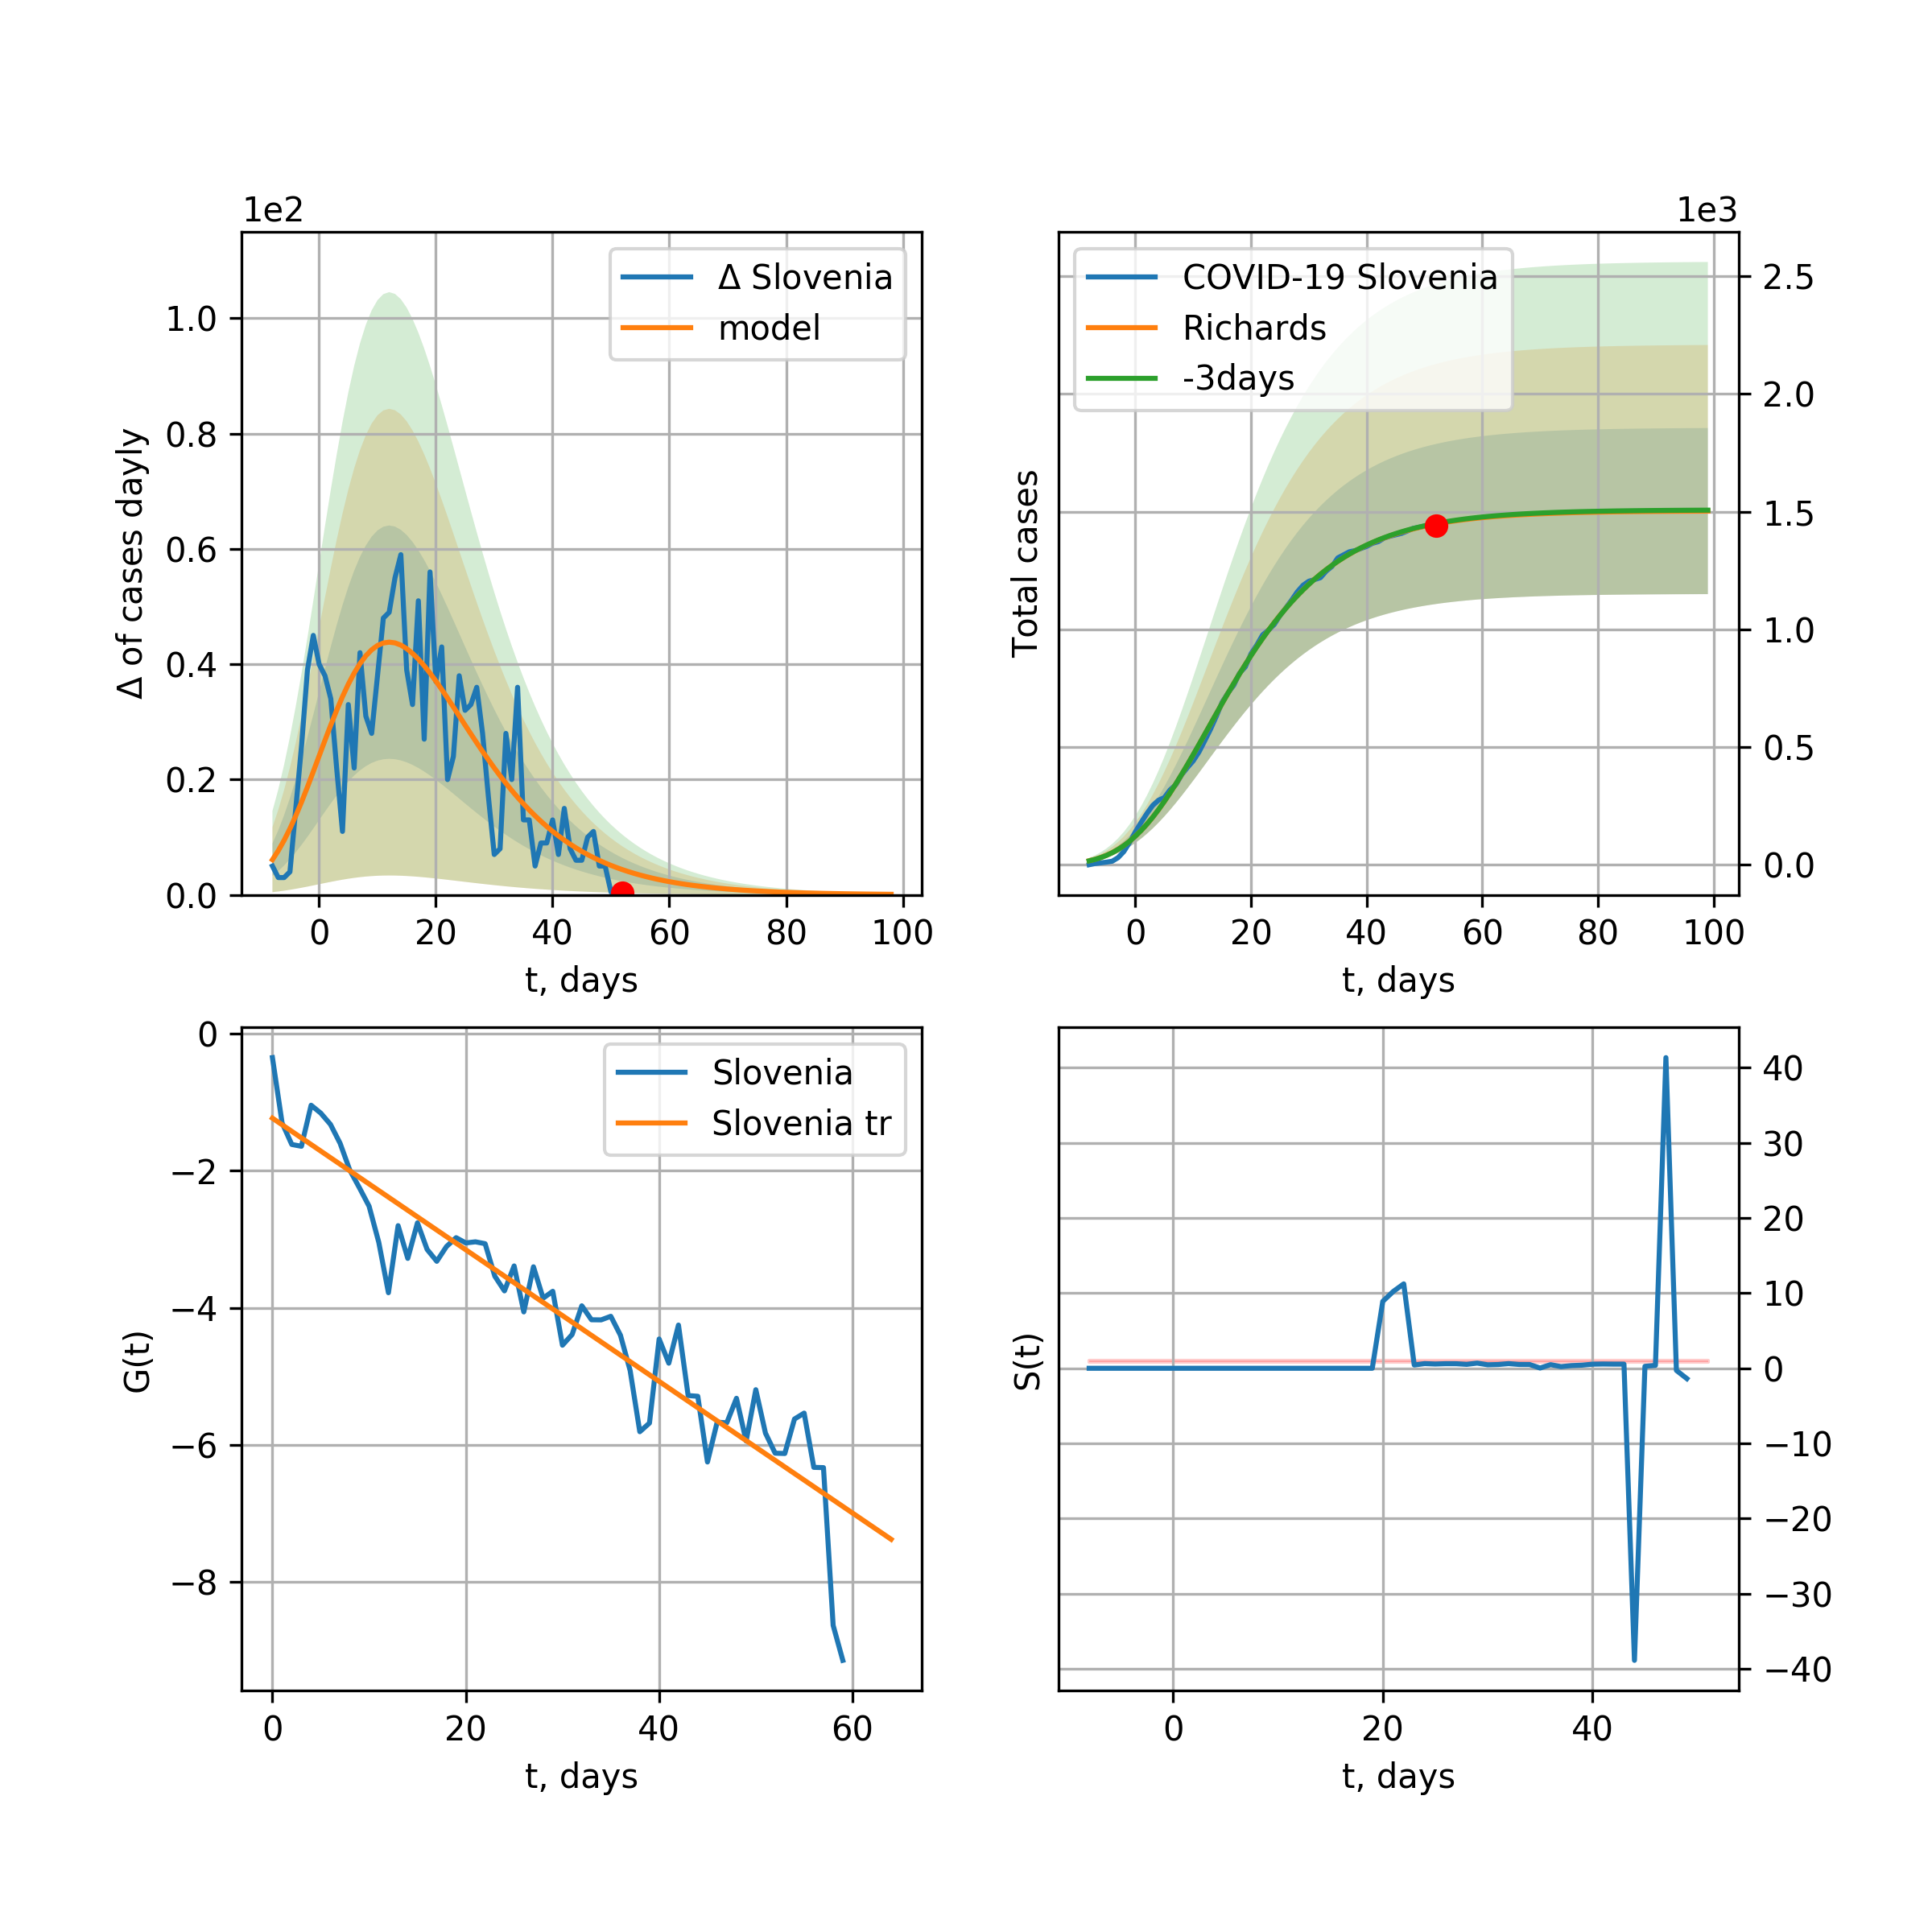 1e2
Δ Slovenia
model
1.0
0.8
0.6
0.4
0.2
0.0
Δ of cases dayly
0 20 40 60 80 100
t, days
1e3
COVID-19 Slovenia
Richards
-3days
2.5
2.0
1.5
1.0
0.5
0.0
Total cases
0 20 40 60 80 100
t, days
Slovenia
Slovenia tr
0
−2
−4
−6
−8
G(t)
0 20 40 60
t, days
40
30
20
10
0
−10
−20
−30
−40
S(t)
0 20 40
t, days